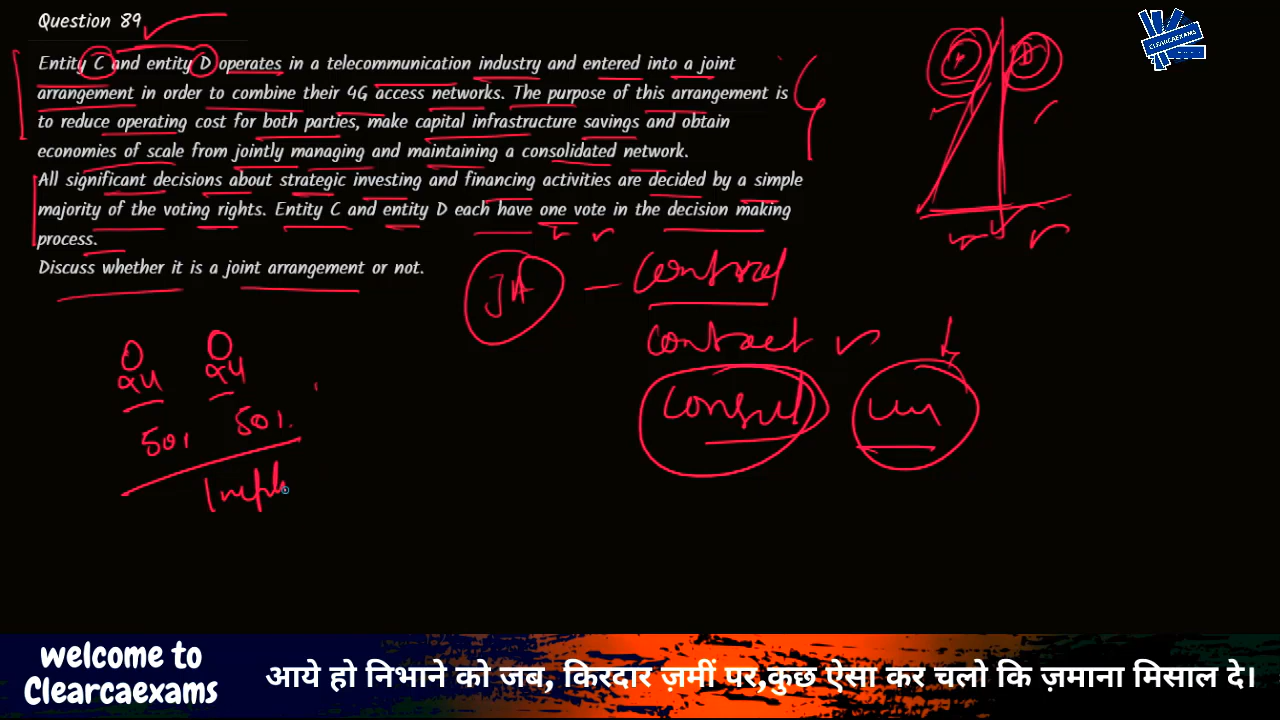 Question 89
CLEARCAEXAMS
Entity C and entity D operates in a telecommunication industry and entered into a joint
arrangement in order to combine their 4G access networks. The purpose of this arrangement is
to reduce operating cost for both parties, make capital infrastructure savings and obtain
economies of scale from jointly managing and maintaining a consolidated network.
All significant decisions about strategic investing and financing activities are decided by a simple
majority of the voting rights. Entity C and entity D each have one vote in the decision making
process.
Discuss whether it is a joint arrangement or not.
JA - control
contract
50% 50%
welcome to
Clearcaexams
आये हो निभाने को जब, किरदार ज़मीं पर,कुछ ऐसा कर चलो कि ज़माना मिसाल दे।